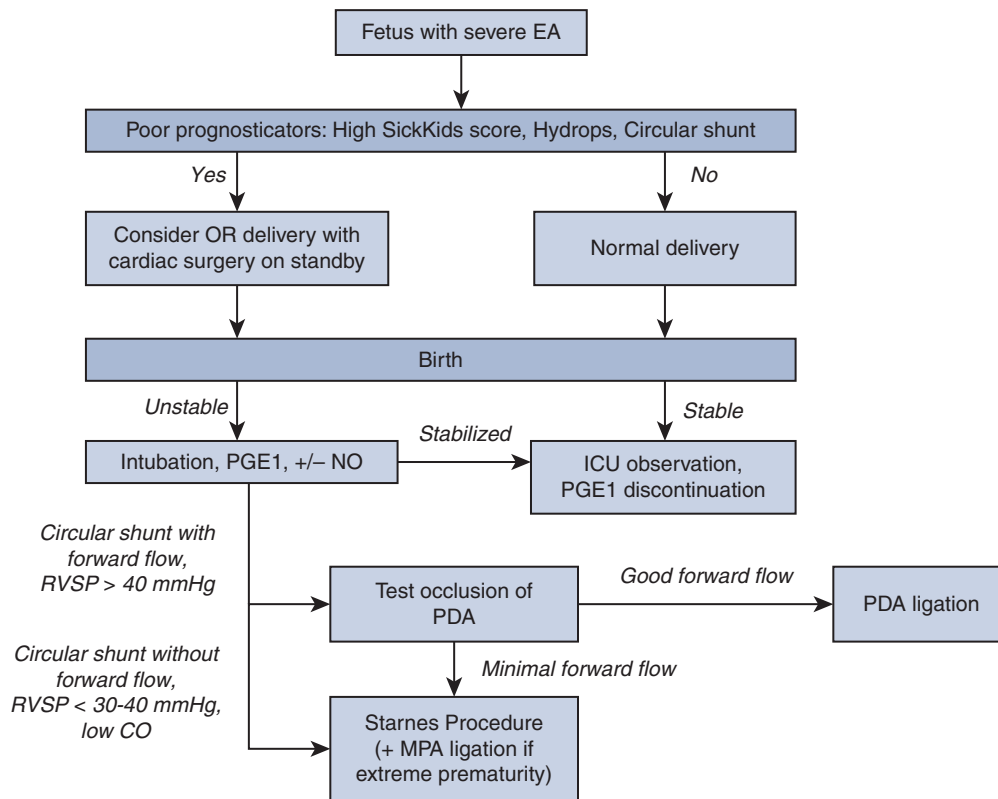 Fetus with severe EA
Poor prognosticators: High SickKids score, Hydrops, Circular shunt
Yes
No
Consider OR delivery with
cardiac surgery on standby
Normal delivery
Birth
Unstable
Stable
Intubation, PGE1, +/– NO
Stabilized
ICU observation,
PGE1 discontinuation
Circular shunt with
forward flow,
RVSP > 40 mmHg
Test occlusion of
PDA
Good forward flow
PDA ligation
Circular shunt without
forward flow,
RVSP < 30-40 mmHg,
low CO
Minimal forward flow
Starnes Procedure
(+ MPA ligation if
extreme prematurity)